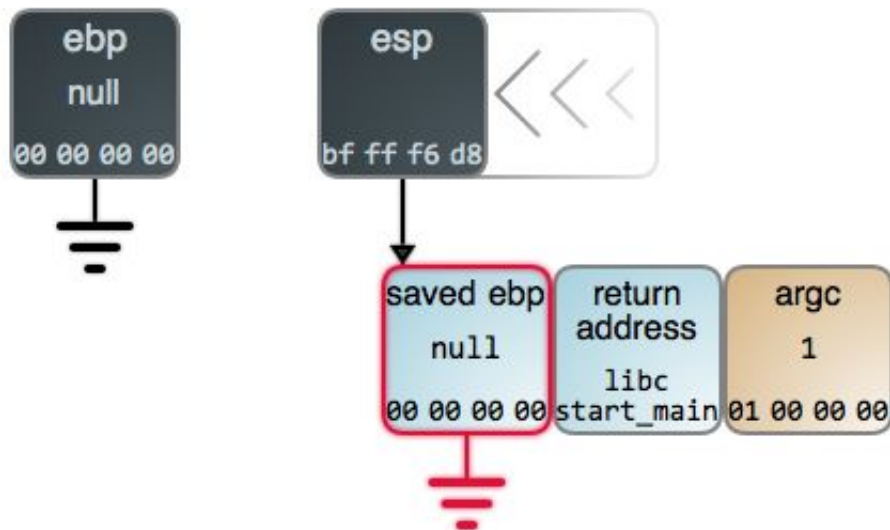 ebp
null
00 00 00 00
esp
bf ff f6 d8
saved ebp
null
00 00 00 00
return
address
libc
start_main
argc
1
01 00 00 00